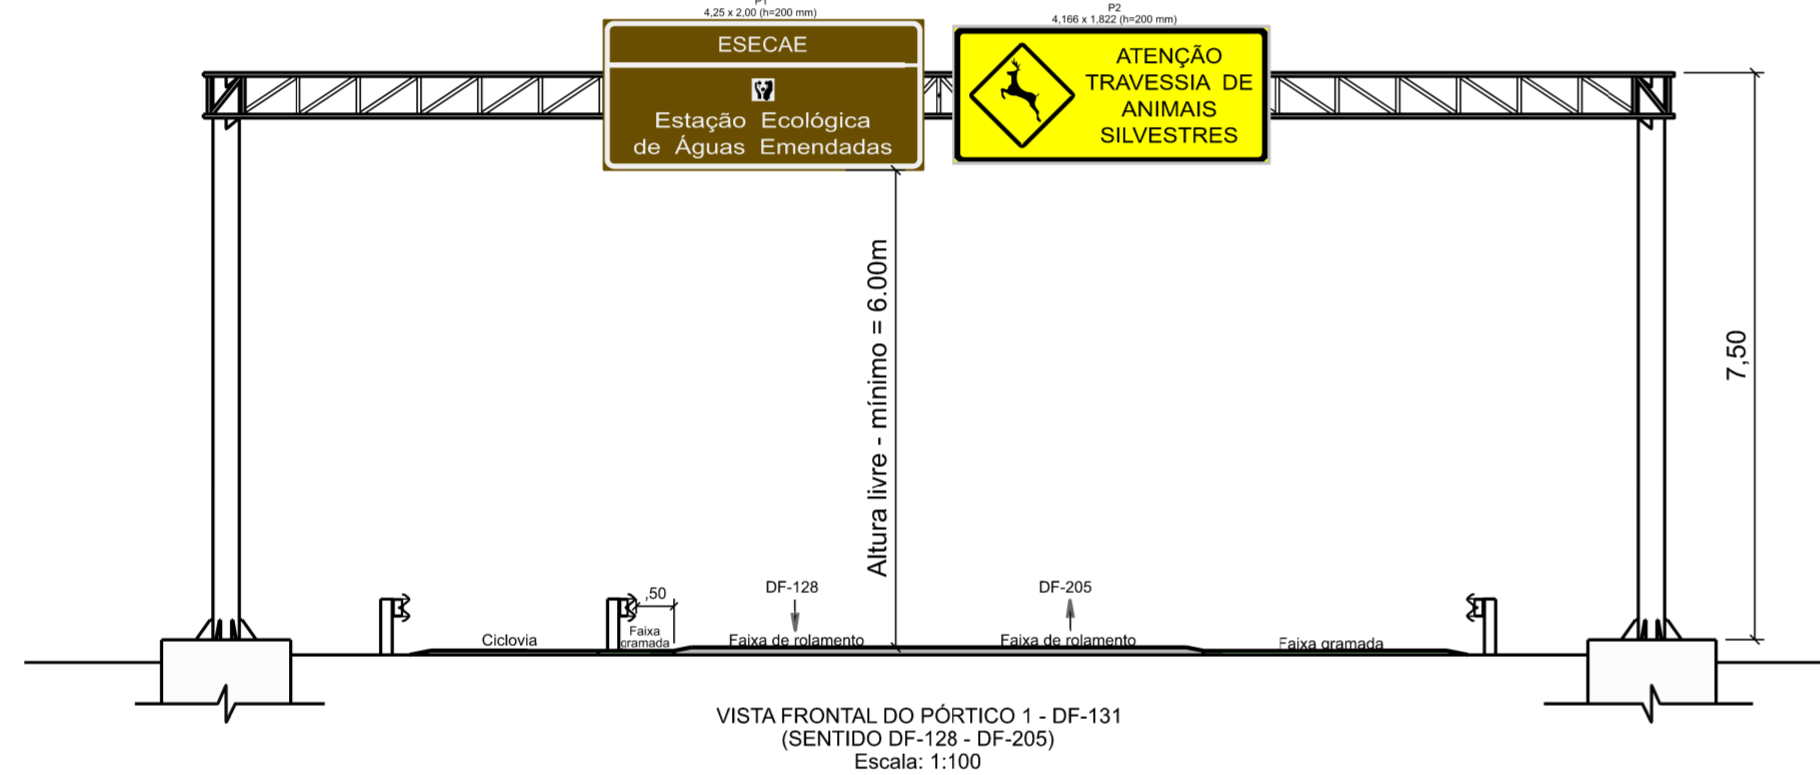 P1
4,25 x 2,00 (h=200 mm)
P2
4,166 x 1,822 (h=200 mm)
ESECAE
Estação Ecológica
de Águas Emendadas
ATENÇÃO
TRAVESSIA DE
ANIMAIS
SILVESTRES
Altura livre - mínimo = 6.00m
7,50
,50
DF-128
DF-205
Ciclovia
Faixa
gramada
Faixa de rolamento
Faixa de rolamento
Faixa gramada
VISTA FRONTAL DO PÓRTICO 1 - DF-131
(SENTIDO DF-128 - DF-205)
Escala: 1:100